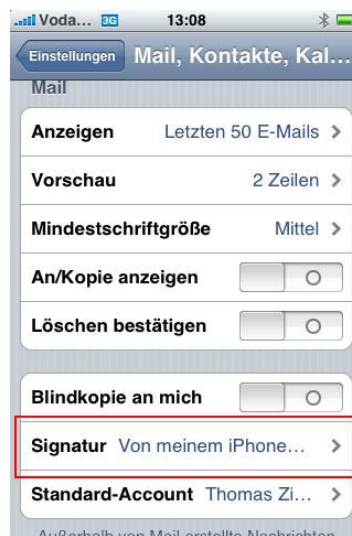 Voda... 3G 13:08
Einstellungen Mail, Kontakte, Kal...
Mail
Anzeigen Letzten 50 E-Mails
Vorschau 2 Zeilen
Mindestschriftgröße Mittel
An/Kopie anzeigen
Löschen bestätigen
Blindkopie an mich
Signatur Von meinem iPhone...
Standard-Account Thomas Zi...
Außerhalb von Mail erstellte Nachrichten